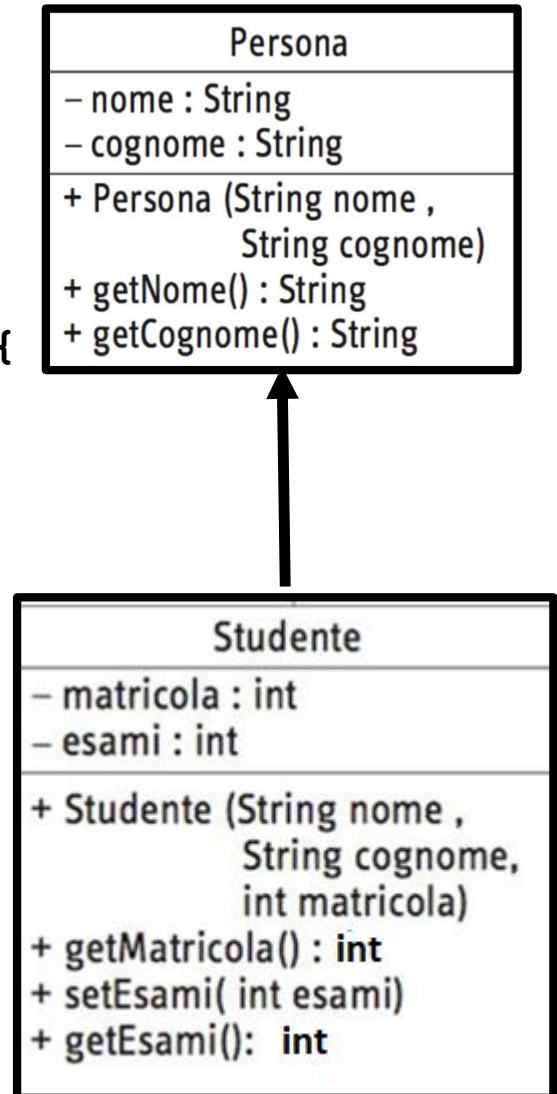 Persona
– nome : String
– cognome : String
+ Persona (String nome ,
String cognome)
+ getNome() : String
+ getCognome() : String
{
Studente
– matricola : int
– esami : int
+ Studente (String nome ,
String cognome,
int matricola)
+ getMatricola() : int
+ setEsami( int esami)
+ getEsami(): int